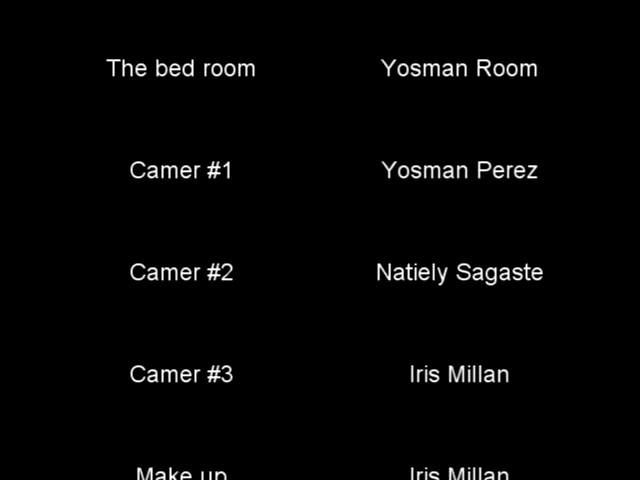 The bed room Yosman Room
Camer #1 Yosman Perez
Camer #2 Natiely Sagaste
Camer #3 Iris Millan
Make up Iris Millan